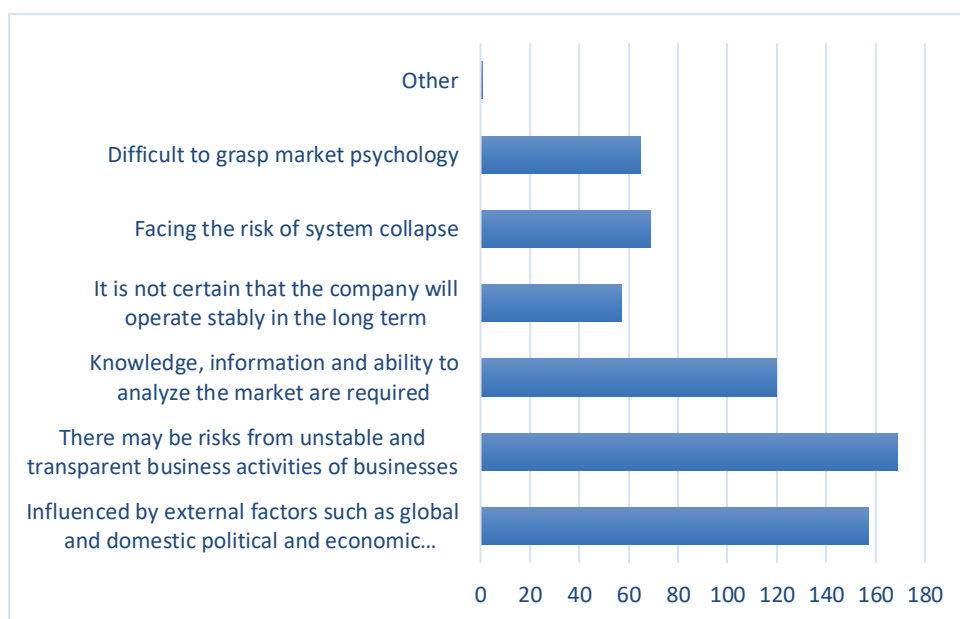 Other
Difficult to grasp market psychology
Facing the risk of system collapse
It is not certain that the company will
operate stably in the long term
Knowledge, information and ability to
analyze the market are required
There may be risks from unstable and
transparent business activities of businesses
Influenced by external factors such as global
and domestic political and economic…
0 20 40 60 80 100 120 140 160 180